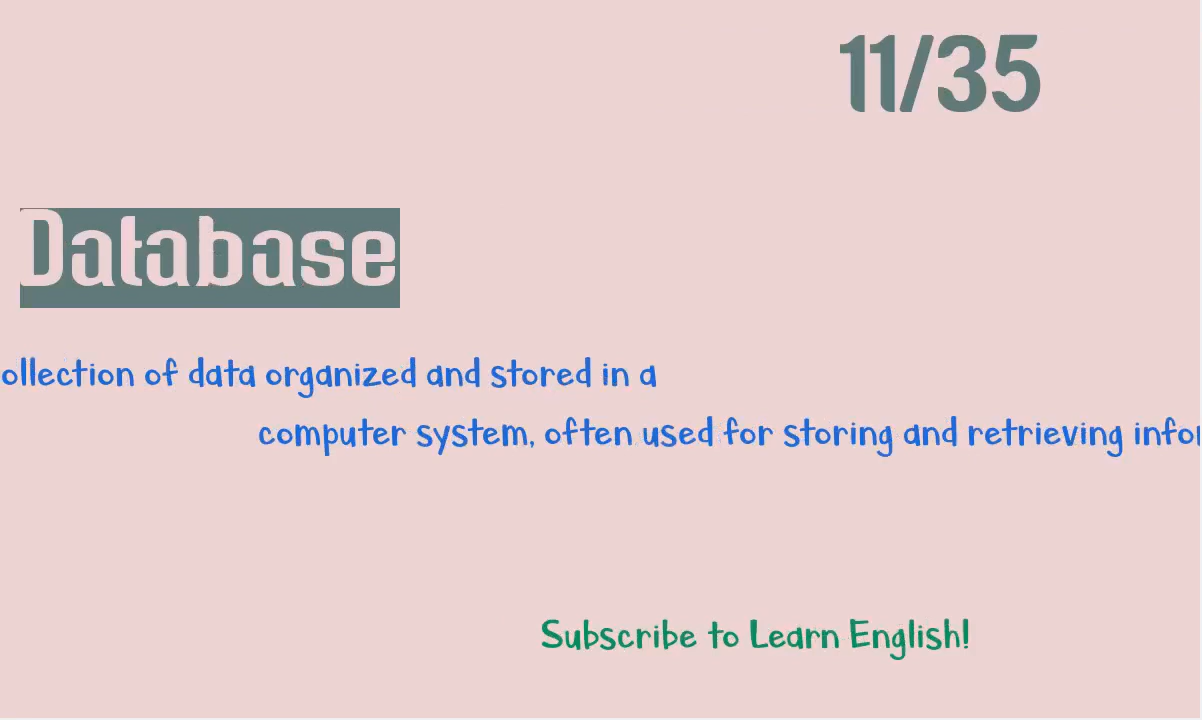 11/35
Database
ollection of data organized and stored in a
computer system, often used for storing and retrieving
Subscribe to Learn English!